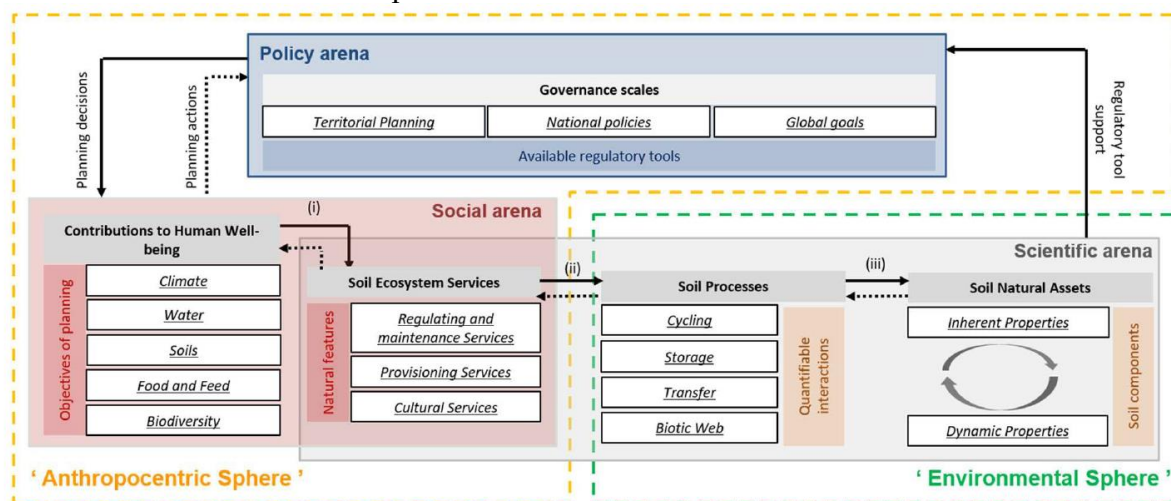 Policy arena
Governance scales
Territorial Planning
National policies
Global goals
Available regulatory tools
Planning decisions
Planning actions
Regulatory tool
support
Social arena
(i)
Contributions to Human Well-
being
Objectives of planning
Climate
Water
Soils
Food and Feed
Biodiversity
Scientific arena
Soil Ecosystem Services
Natural features
Regulating and
maintenance Services
Provisioning Services
Cultural Services
(ii)
Soil Processes
Cycling
Storage
Transfer
Biotic Web
Quantifiable
interactions
(iii)
Soil Natural Assets
Inherent Properties
Dynamic Properties
Soil components
‘ Anthropocentric Sphere ’
‘ Environmental Sphere ’